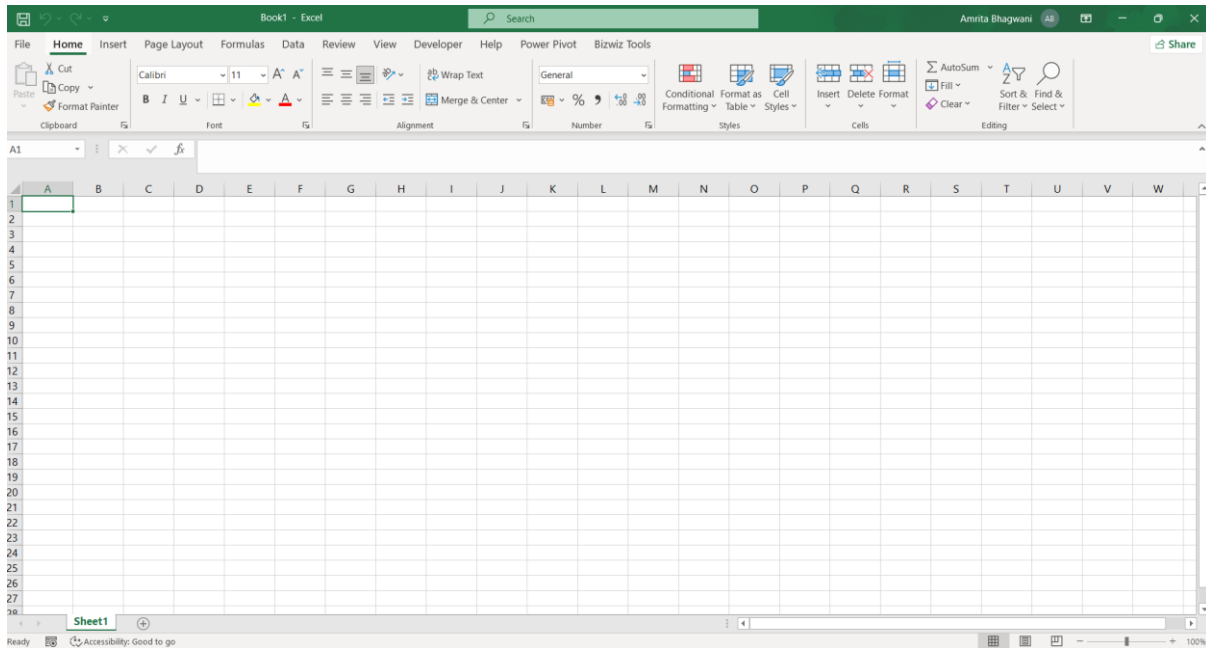 Book1 - Excel
Search
Amrita Bhagwani
AB
File Home Insert Page Layout Formulas Data Review View Developer Help Power Pivot Bizwiz Tools
Share
Paste
Cut
Copy
Format Painter
Clipboard
Calibri 11 A^ A˅
B I U A
Font
Wrap Text
Merge & Center
Alignment
General
% 9
Number
Conditional Formatting
Format as Table
Cell Styles
Styles
Insert Delete Format
Cells
AutoSum
Fill
Clear
Sort & Filter
Find & Select
Editing
A1 fx
A B C D E F G H I J K L M N O P Q R S T U V W
1
2
3
4
5
6
7
8
9
10
11
12
13
14
15
16
17
18
19
20
21
22
23
24
25
26
27
28
Sheet1
Ready Accessibility: Good to go
100%